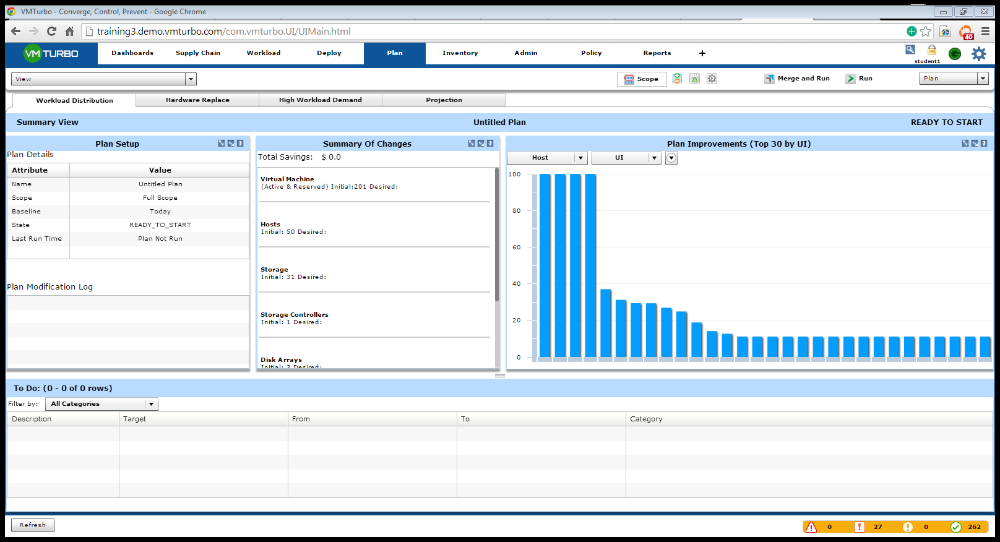 VMTurbo - Converge, Control, Prevent - Google Chrome
training3.demo.vmturbo.com/com.vmturbo.UI/UIMain.html
40
VMTURBO Dashboards Supply Chain Workload Deploy Plan Inventory Admin Policy Reports +
student1
View Scope Merge and Run Run Plan
Workload Distribution Hardware Replace High Workload Demand Projection
Summary View Untitled Plan READY TO START
Plan Setup
Plan Details
Attribute Value
Name Untitled Plan
Scope Full Scope
Baseline Today
State READY_TO_START
Last Run Time Plan Not Run
Plan Modification Log
Summary Of Changes
Total Savings: $ 0.0
Virtual Machine
(Active & Reserved) Initial:201 Desired:
Hosts
Initial: 50 Desired:
Storage
Initial: 31 Desired:
Storage Controllers
Initial: 1 Desired:
Disk Arrays
Initial: 3 Desired:
Plan Improvements (Top 30 by UI)
Host UI
100
80
60
40
20
0
To Do: (0 - 0 of 0 rows)
Filter by: All Categories
Description Target From To Category
Refresh
0 27 0 262